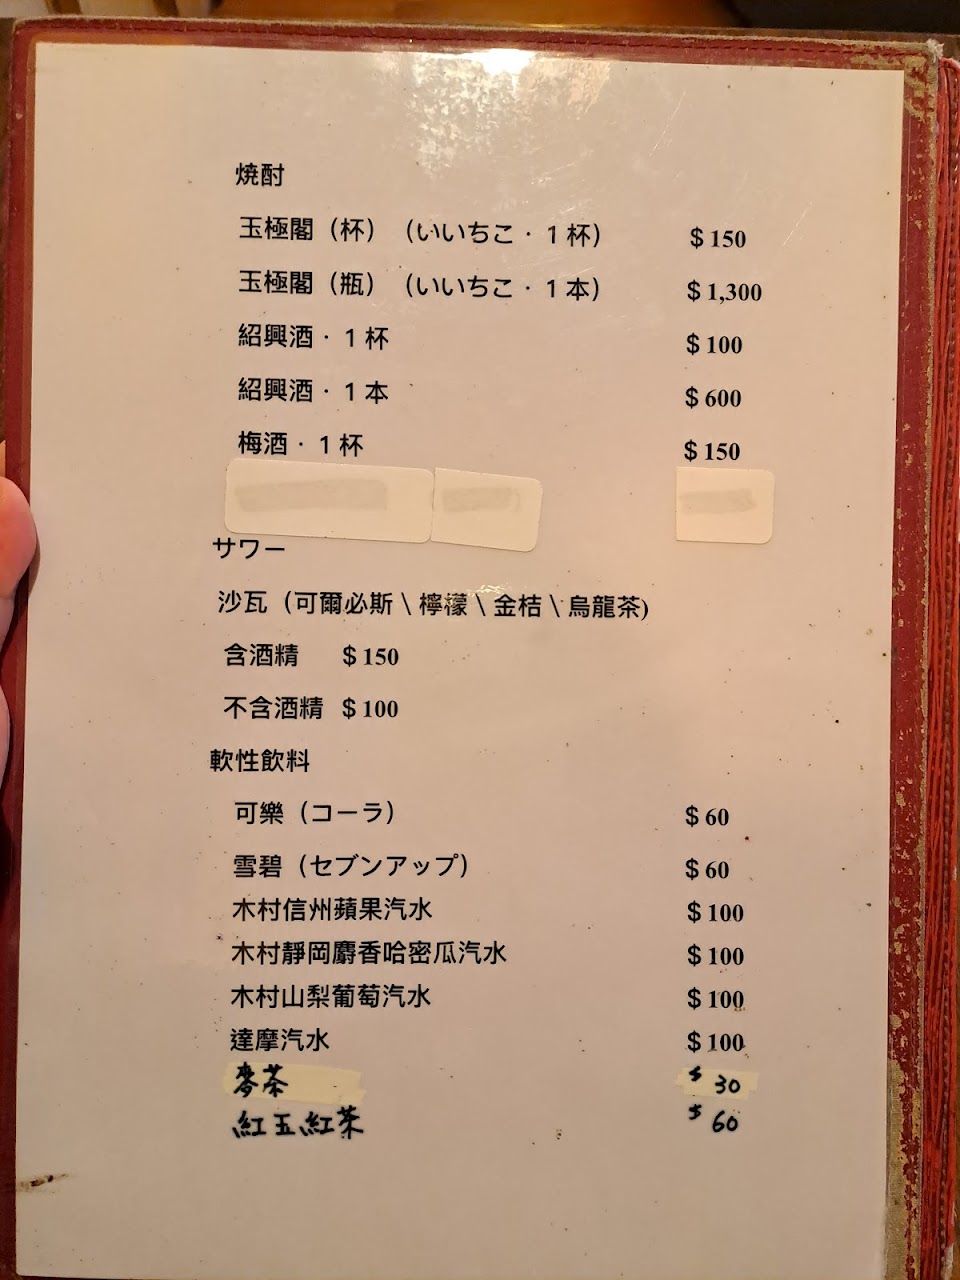 焼酎
玉極閣（杯）（いいちこ・１杯） ＄150
玉極閣（瓶）（いいちこ・１本） ＄1,300
紹興酒・１杯 ＄100
紹興酒・１本 ＄600
梅酒・１杯 ＄150
サワー
沙瓦（可爾必斯 \ 檸檬 \ 金桔 \ 烏龍茶)
含酒精 ＄150
不含酒精 ＄100
軟性飲料
可樂（コーラ） ＄60
雪碧（セブンアップ） ＄60
木村信州蘋果汽水 ＄100
木村靜岡麝香哈密瓜汽水 ＄100
木村山梨葡萄汽水 ＄100
達摩汽水 ＄100
麥茶 $ 30
紅玉紅茶 $ 60